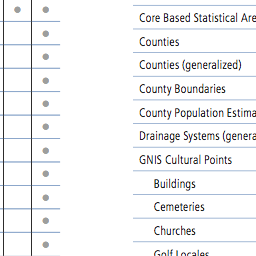 Core Based Statistical Are
Counties
Counties (generalized)
County Boundaries
County Population Estima
Drainage Systems (genera
GNIS Cultural Points
Buildings
Cemeteries
Churches
Golf Locales